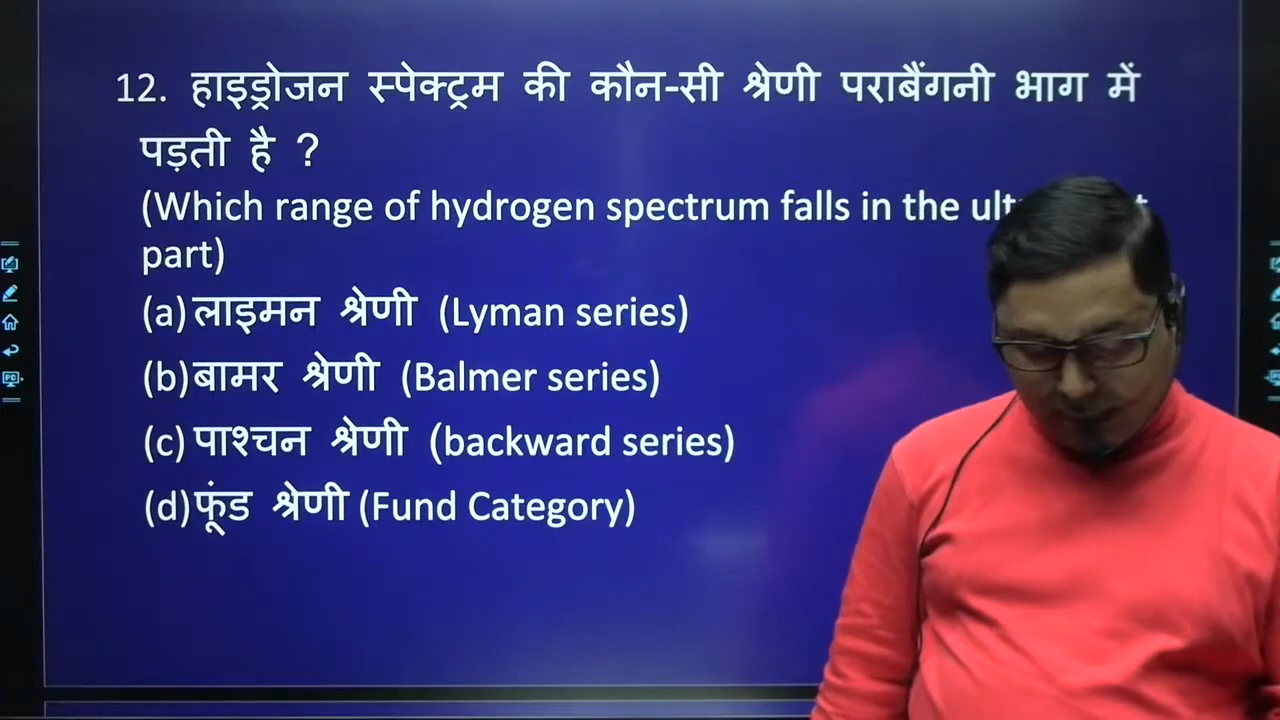 12. हाइड्रोजन स्पेक्ट्रम की कौन-सी श्रेणी पराबैंगनी भाग में
पड़ती है ?
(Which range of hydrogen spectrum falls in the
part)
(a) लाइमन श्रेणी (Lyman series)
(b) बामर श्रेणी (Balmer series)
(c) पाश्चन श्रेणी (backward series)
(d) फूंड श्रेणी (Fund Category)